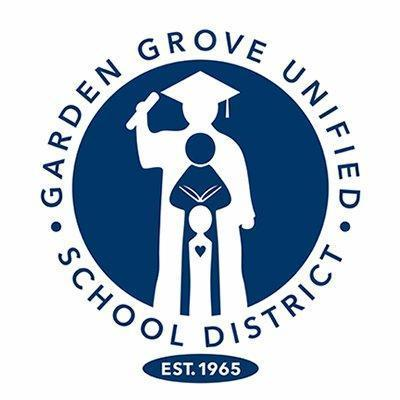 • GARDEN GROVE UNIFIED •
SCHOOL DISTRICT
EST. 1965